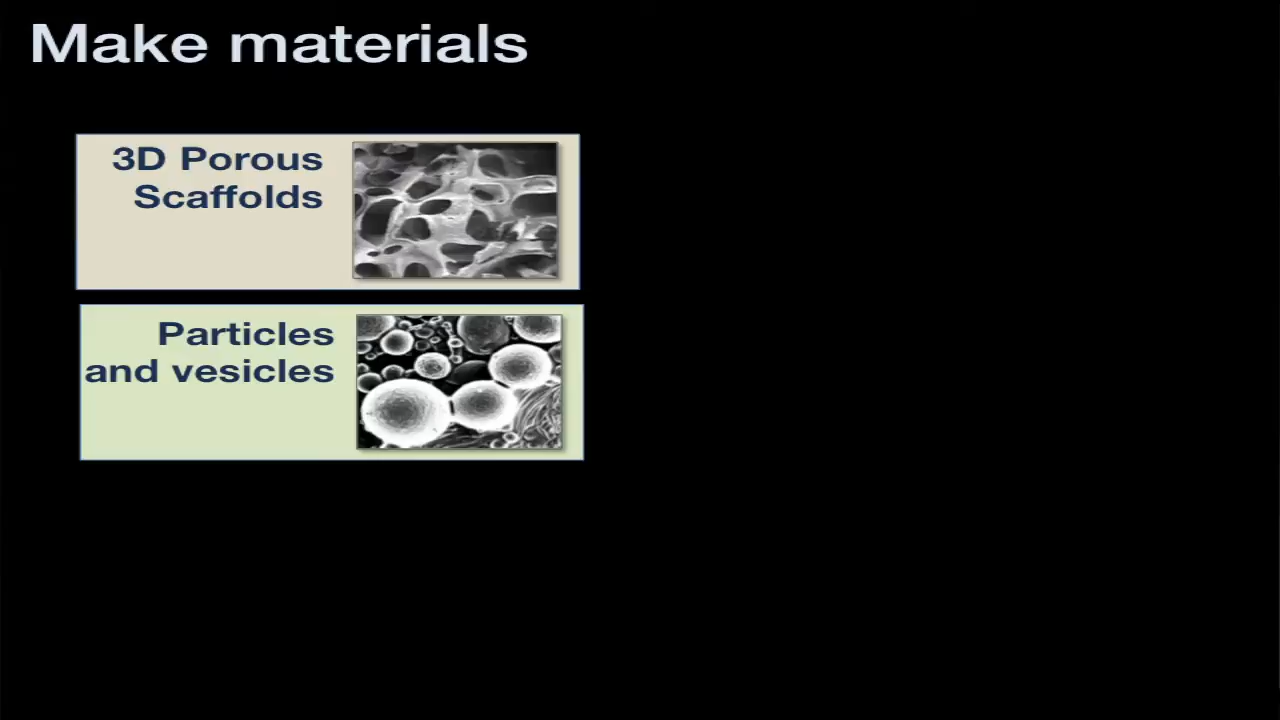 Make materials
3D Porous
Scaffolds
Particles
and vesicles